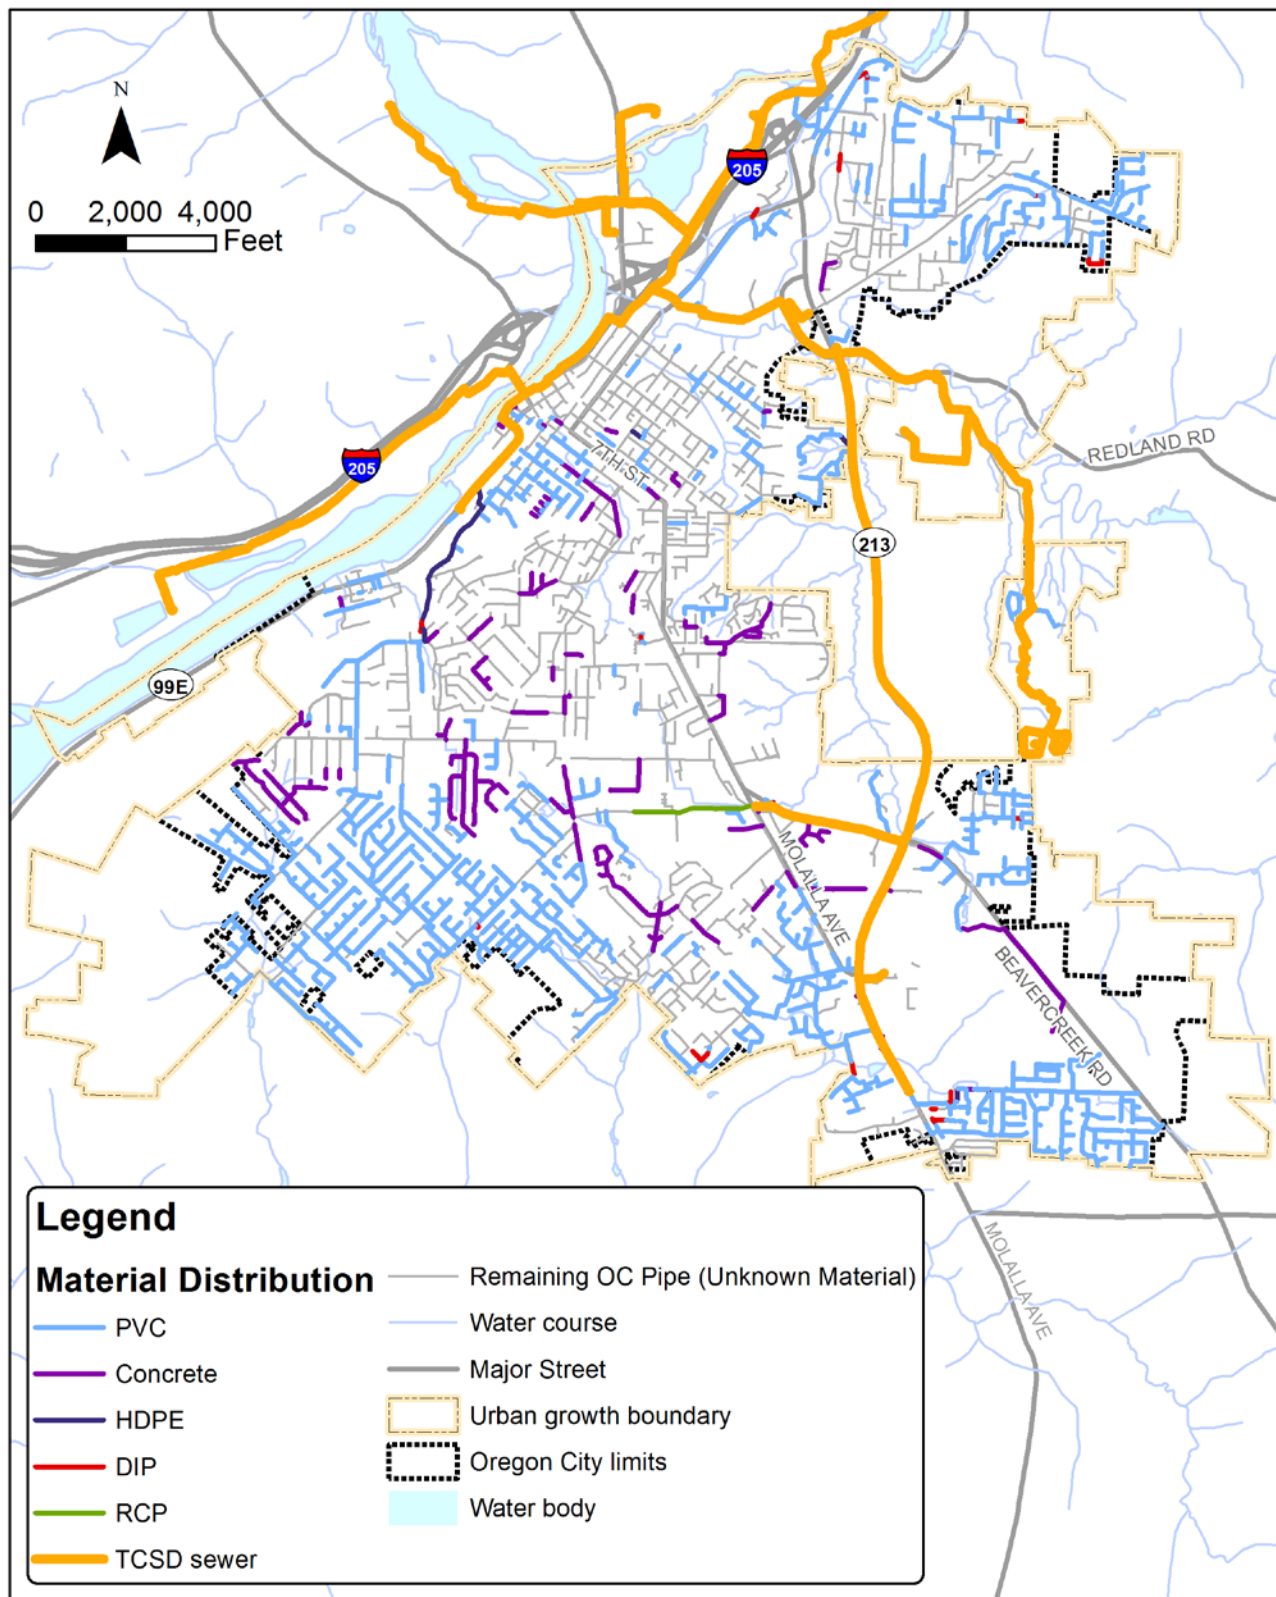 N
0 2,000 4,000
Feet
205
205
7TH ST
REDLAND RD
213
99E
MOLALLA AVE
BEAVERCREEK RD
MOLALLA AVE
Legend
Material Distribution
PVC
Concrete
HDPE
DIP
RCP
TCSD sewer
Remaining OC Pipe (Unknown Material)
Water course
Major Street
Urban growth boundary
Oregon City limits
Water body